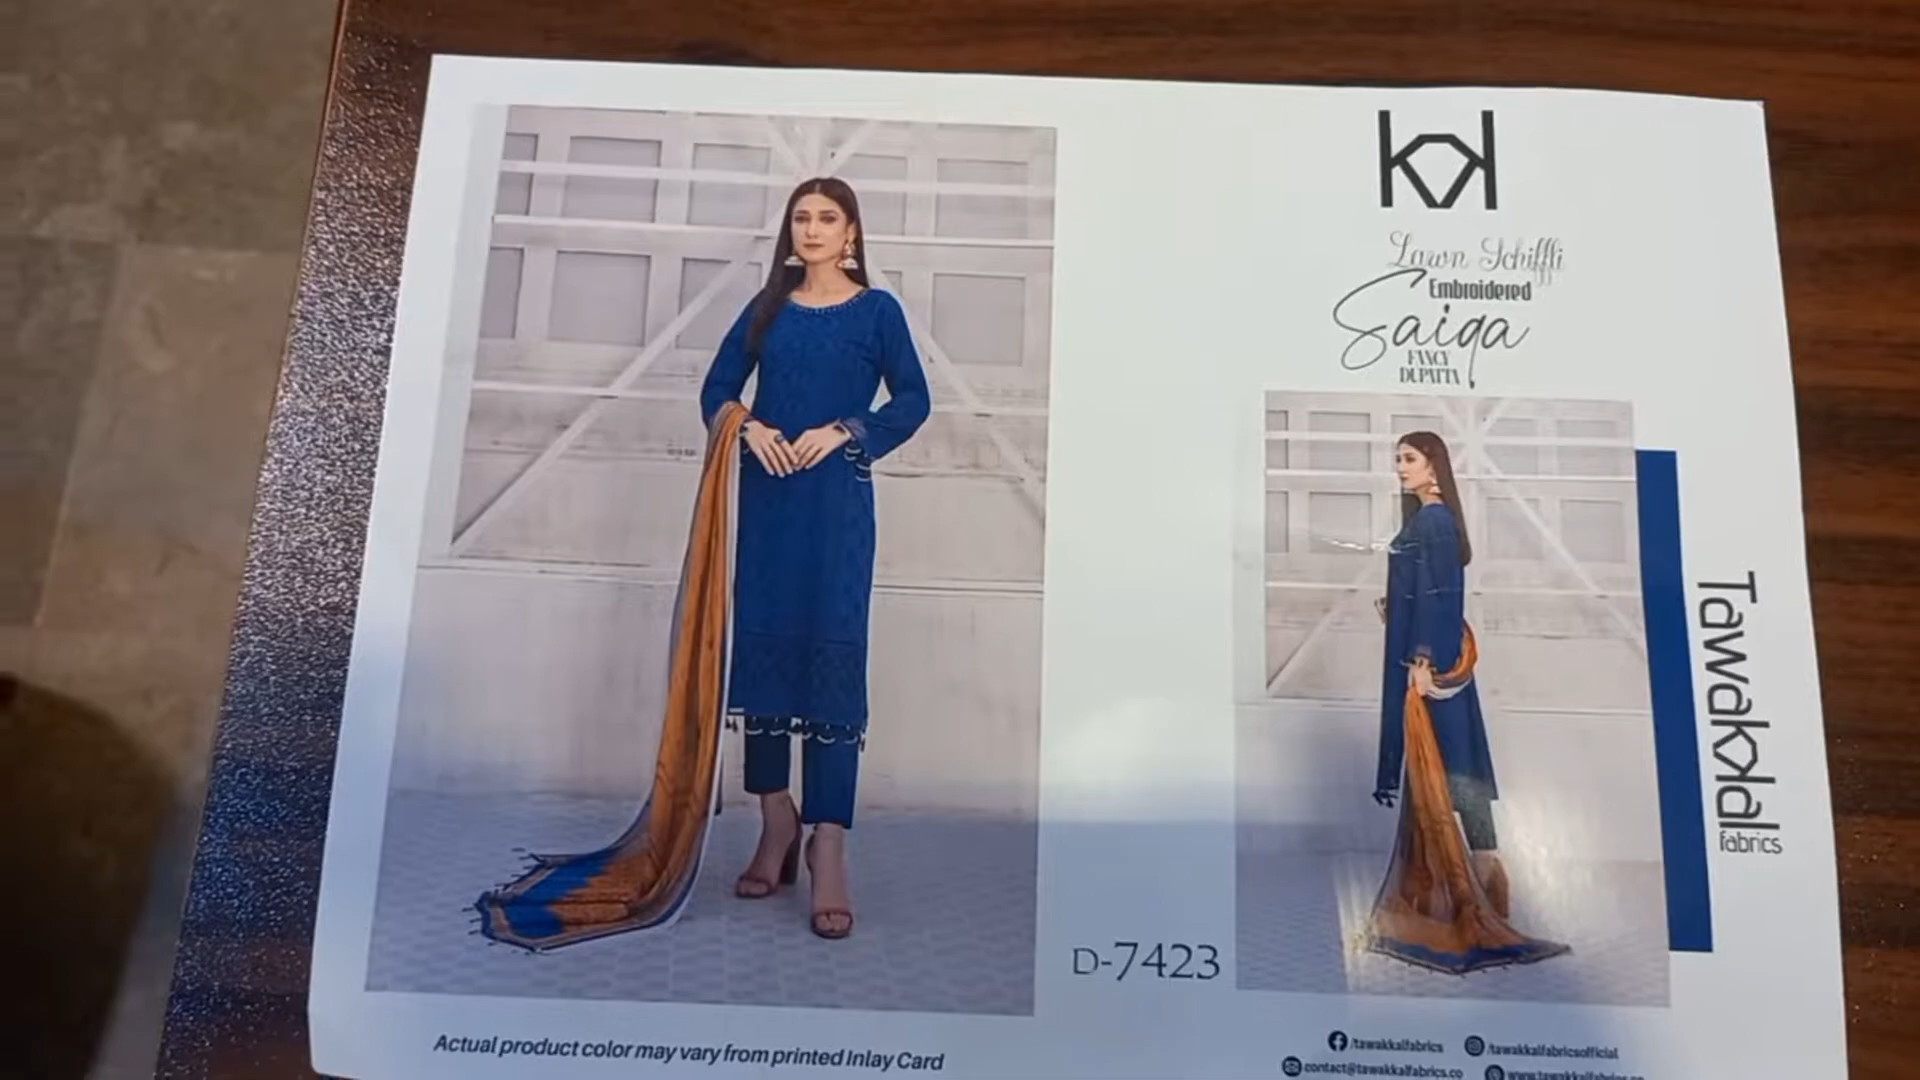 Lawn Schiffli
Embroidered
Saiqa
FANCY
DUPATTA
Tawakkal
fabrics
D-7423
Actual product color may vary from printed Inlay Card
/tawakkalfabrics
/tawakkalfabricsofficial
contact@tawakkalfabrics.co